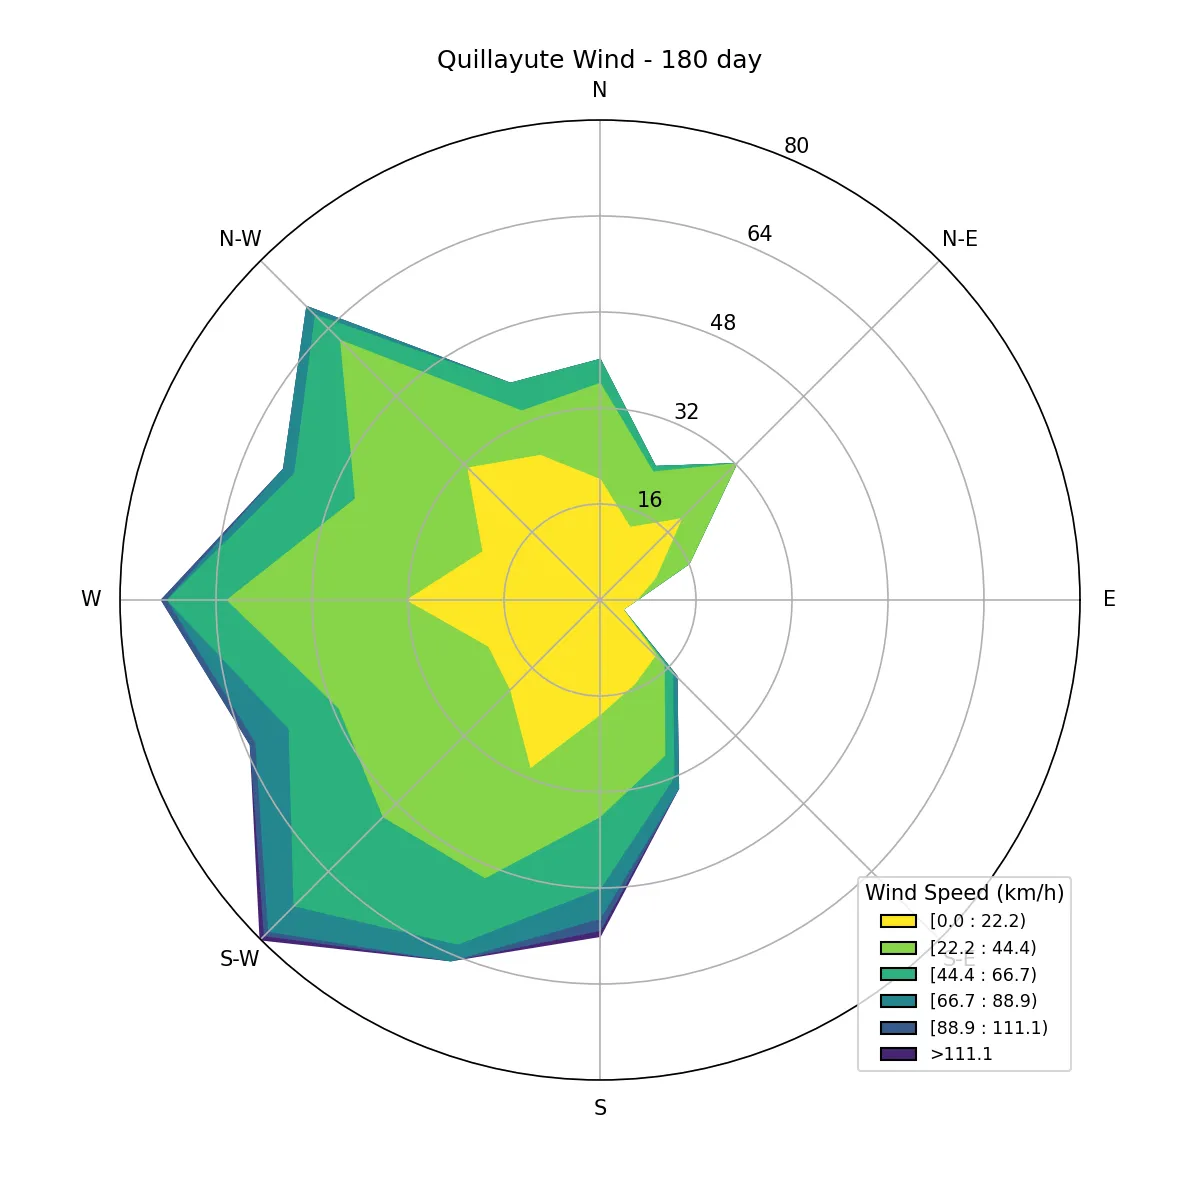 Quillayute Wind - 180 day
N
80
64
N-W
N-E
48
32
16
W
E
S-W
S-E
S
Wind Speed (km/h)
[0.0 : 22.2)
[22.2 : 44.4)
[44.4 : 66.7)
[66.7 : 88.9)
[88.9 : 111.1)
>111.1